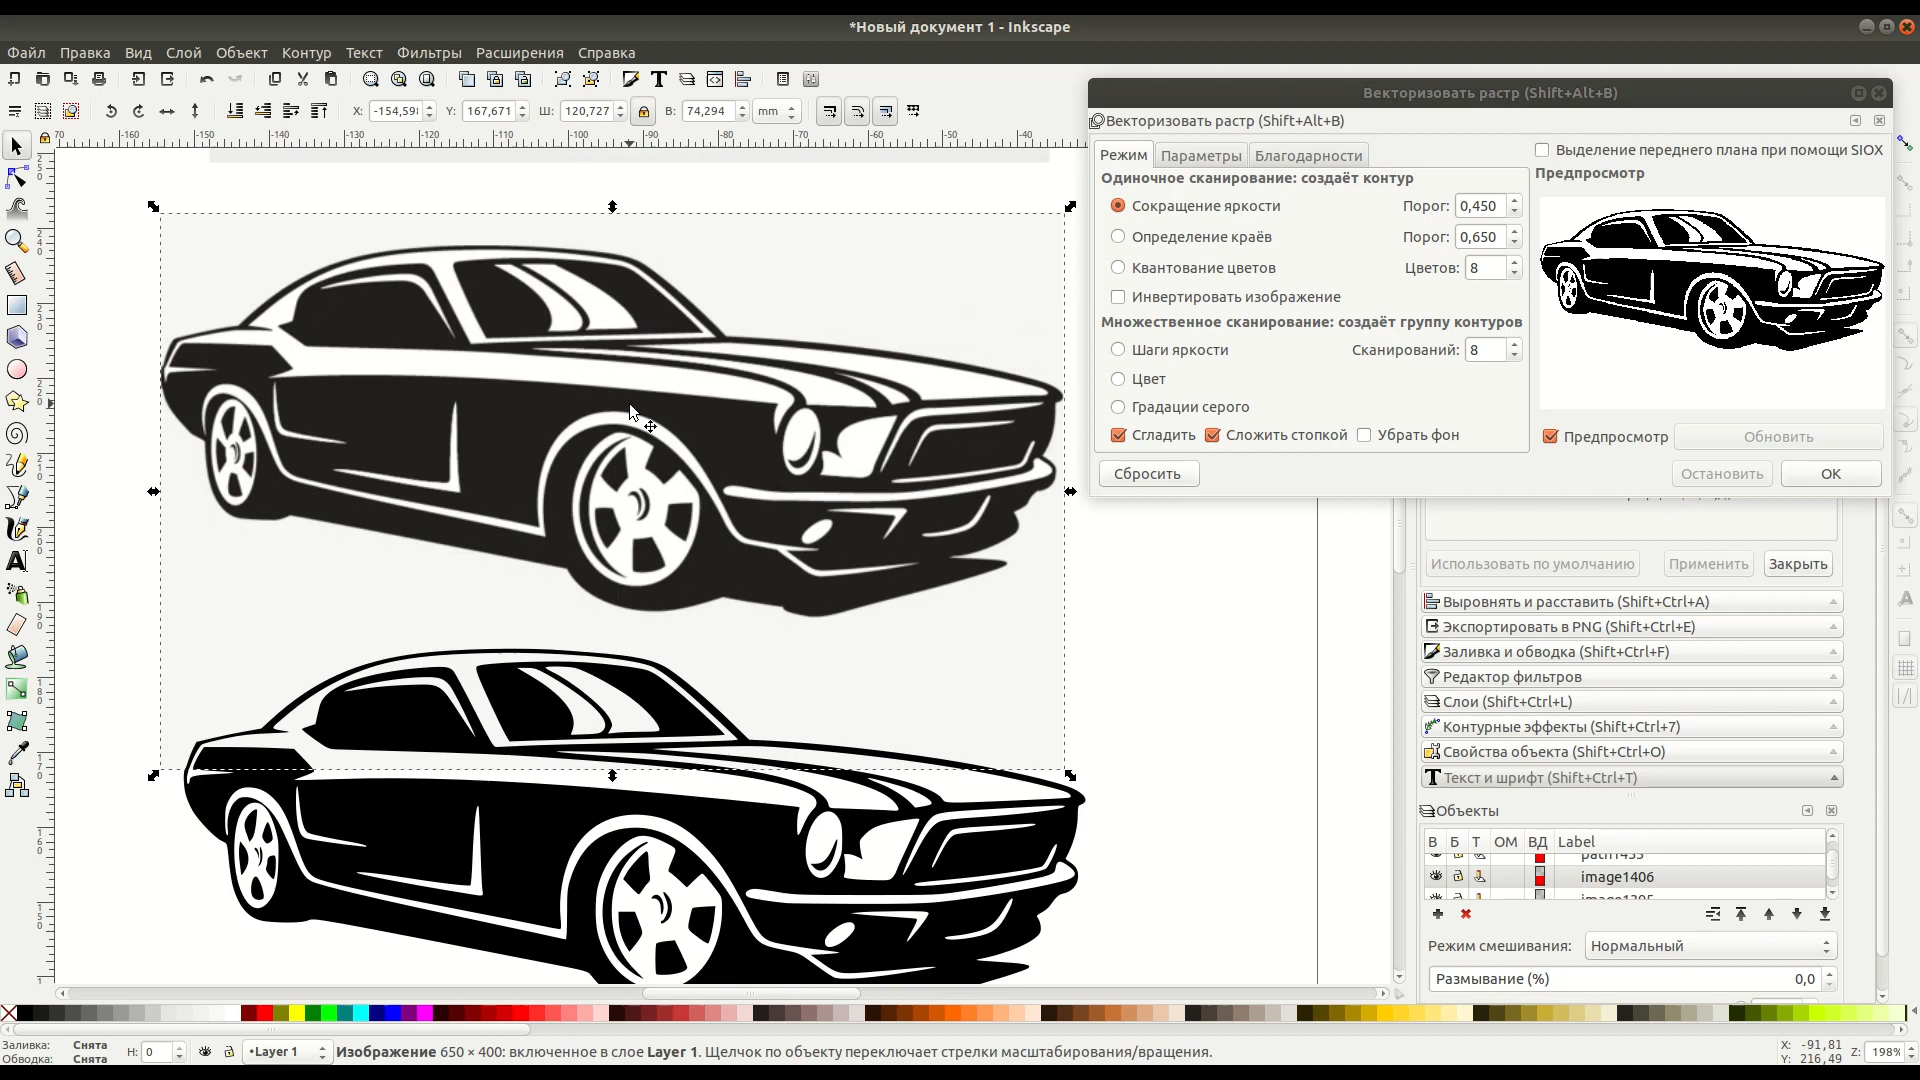 *Новый документ 1 - Inkscape
Файл Правка Вид Слой Объект Контур Текст Фильтры Расширения Справка
X: -154,598 Y: 167,671 Ш: 120,727 В: 74,294 mm
Векторизовать растр (Shift+Alt+B)
Векторизовать растр (Shift+Alt+B)
Режим Параметры Благодарности
Выделение переднего плана при помощи SIOX
Одиночное сканирование: создаёт контур
Предпросмотр
Сокращение яркости Порог: 0,450
Определение краёв Порог: 0,650
Квантование цветов Цветов: 8
Инвертировать изображение
Множественное сканирование: создаёт группу контуров
Шаги яркости Сканирований: 8
Цвет
Градации серого
Сгладить Сложить стопкой Убрать фон
Предпросмотр Обновить
Сбросить Остановить OK
Использовать по умолчанию Применить Закрыть
Выровнять и расставить (Shift+Ctrl+A)
Экспортировать в PNG (Shift+Ctrl+E)
Заливка и обводка (Shift+Ctrl+F)
Редактор фильтров
Слои (Shift+Ctrl+L)
Контурные эффекты (Shift+Ctrl+7)
Свойства объекта (Shift+Ctrl+O)
Текст и шрифт (Shift+Ctrl+T)
Объекты
В Б Т ОМ ВД Label
image1406
Режим смешивания: Нормальный
Размывание (%) 0,0
Заливка: Снята
Обводка: Снята
Н: 0
•Layer 1
Изображение 650 × 400: включенное в слое Layer 1. Щелчок по объекту переключает стрелки масштабирования/вращения.
X: -91,81
Y: 216,49
Z: 198%